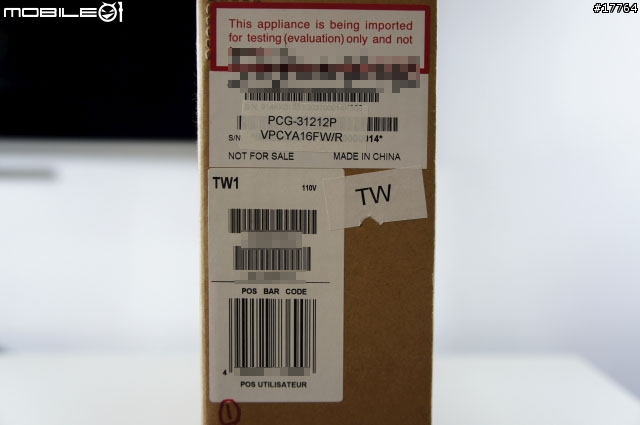 MOBILE01
#17764
This appliance is being imported
for testing (evaluation) only and not
PCG-31212P
VPCYA16FW/R
S/N 14*
NOT FOR SALE MADE IN CHINA
TW1 110V
TW
POS BAR CODE
4
POS UTILISATEUR
1